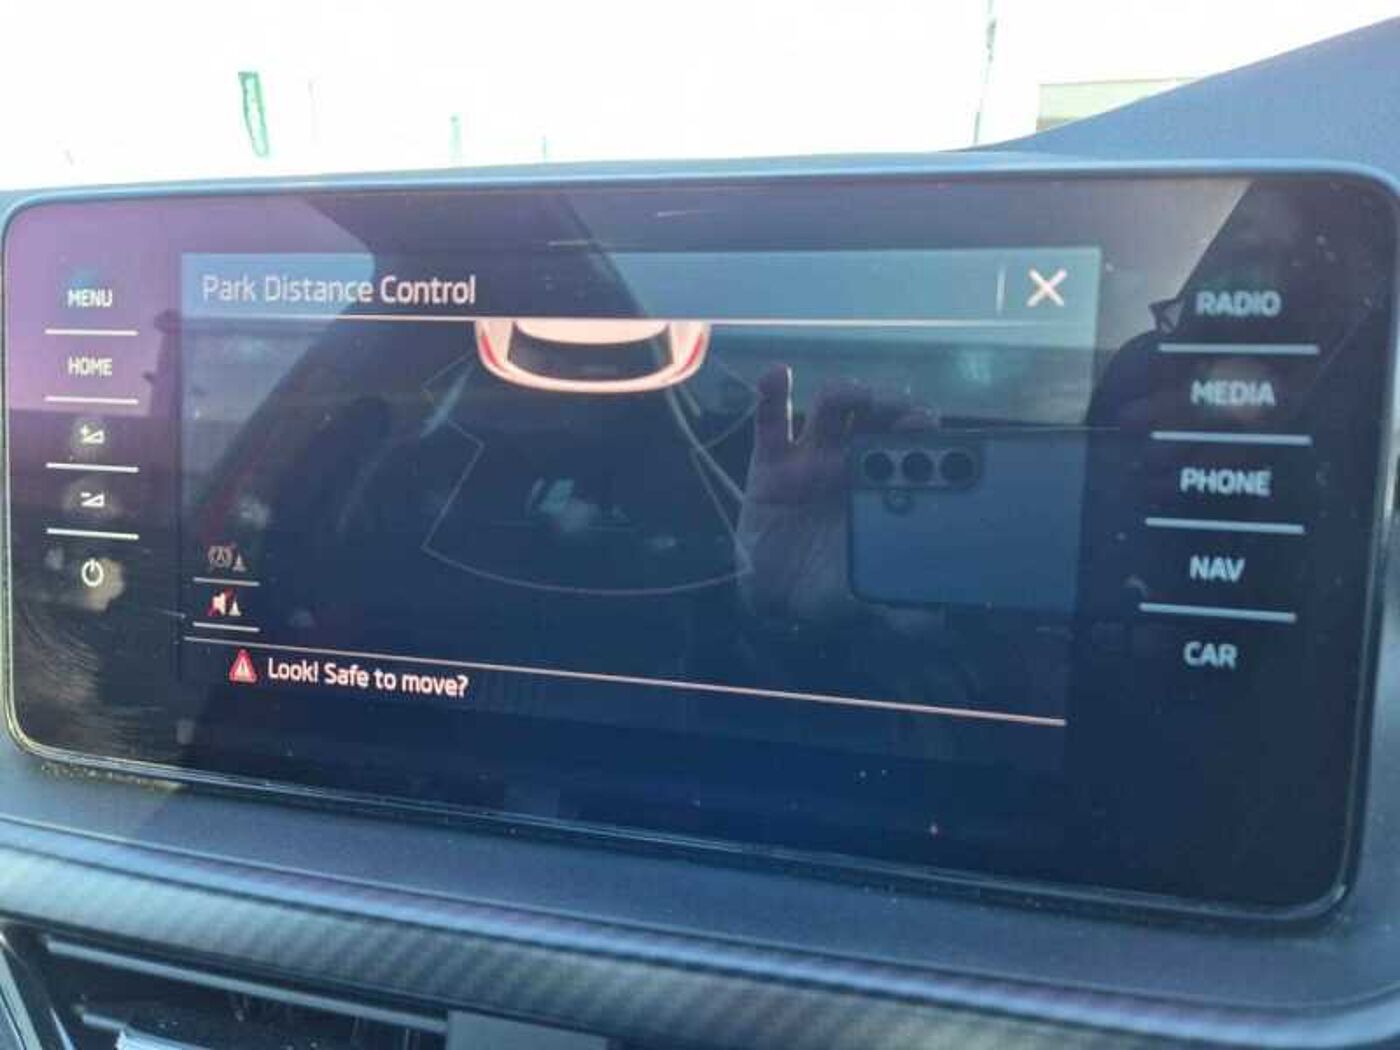 Park Distance Control
MENU
HOME
Look! Safe to move?
RADIO
MEDIA
PHONE
NAV
CAR